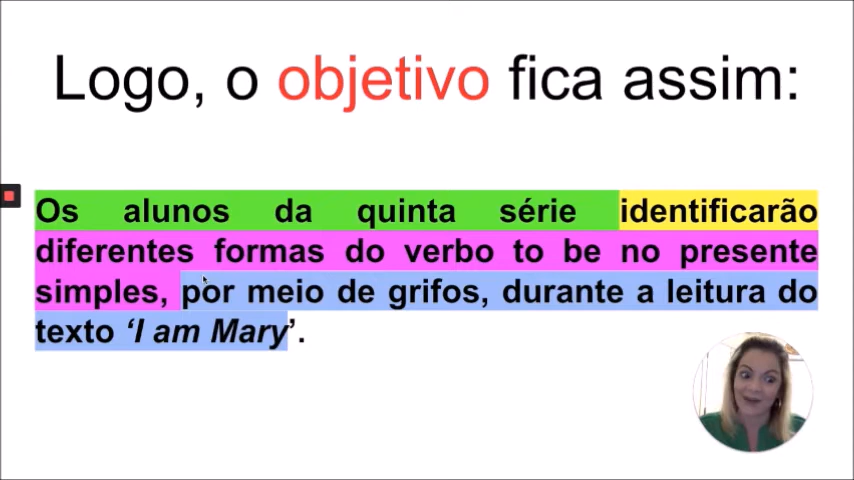 Logo, o objetivo fica assim:
Os alunos da quinta série identificarão
diferentes formas do verbo to be no presente
simples, por meio de grifos, durante a leitura do
texto ‘I am Mary’.